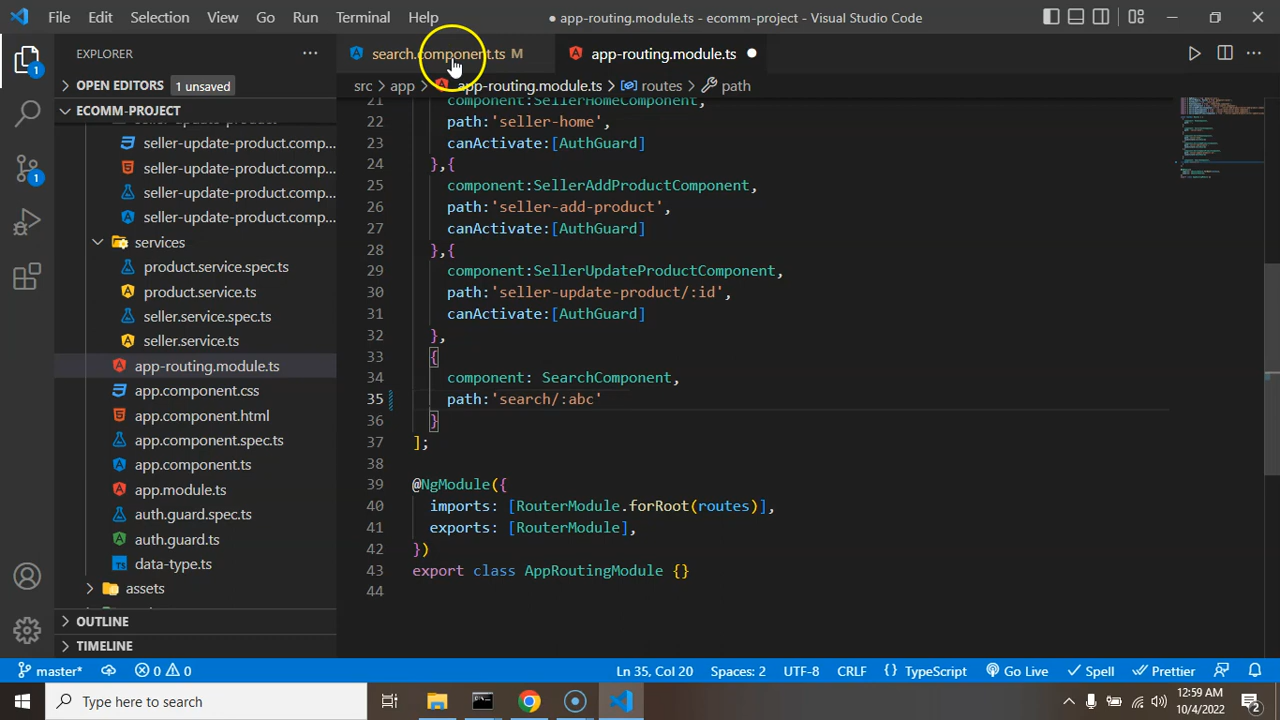 File Edit Selection View Go Run Terminal Help
● app-routing.module.ts - ecomm-project - Visual Studio Code
EXPLORER
OPEN EDITORS 1 unsaved
ECOMM-PROJECT
seller-update-product.comp...
seller-update-product.comp...
seller-update-product.comp...
seller-update-product.comp...
services
product.service.spec.ts
product.service.ts
seller.service.spec.ts
seller.service.ts
app-routing.module.ts
app.component.css
app.component.html
app.component.spec.ts
app.component.ts
app.module.ts
auth.guard.spec.ts
auth.guard.ts
data-type.ts
assets
OUTLINE
TIMELINE
search.component.ts M
app-routing.module.ts ●
src > app > app-routing.module.ts > routes > path
21 component:SellerHomeComponent,
22 path:'seller-home',
23 canActivate:[AuthGuard]
24 },{
25 component:SellerAddProductComponent,
26 path:'seller-add-product',
27 canActivate:[AuthGuard]
28 },{
29 component:SellerUpdateProductComponent,
30 path:'seller-update-product/:id',
31 canActivate:[AuthGuard]
32 },
33 {
34 component: SearchComponent,
35 path:'search/:abc'
36 }
37 ];
38
39 @NgModule({
40 imports: [RouterModule.forRoot(routes)],
41 exports: [RouterModule],
42 })
43 export class AppRoutingModule {}
44
1
1
master* 0 0 Ln 35, Col 20 Spaces: 2 UTF-8 CRLF {} TypeScript Go Live Spell Prettier
Type here to search
12:59 AM
10/4/2022
2